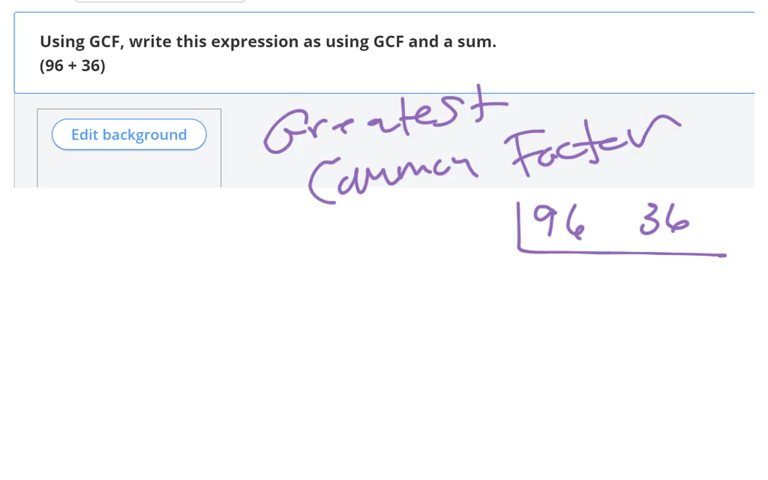 Using GCF, write this expression as using GCF and a sum.
(96 + 36)
Edit background
Greatest
Common Factor
96 36